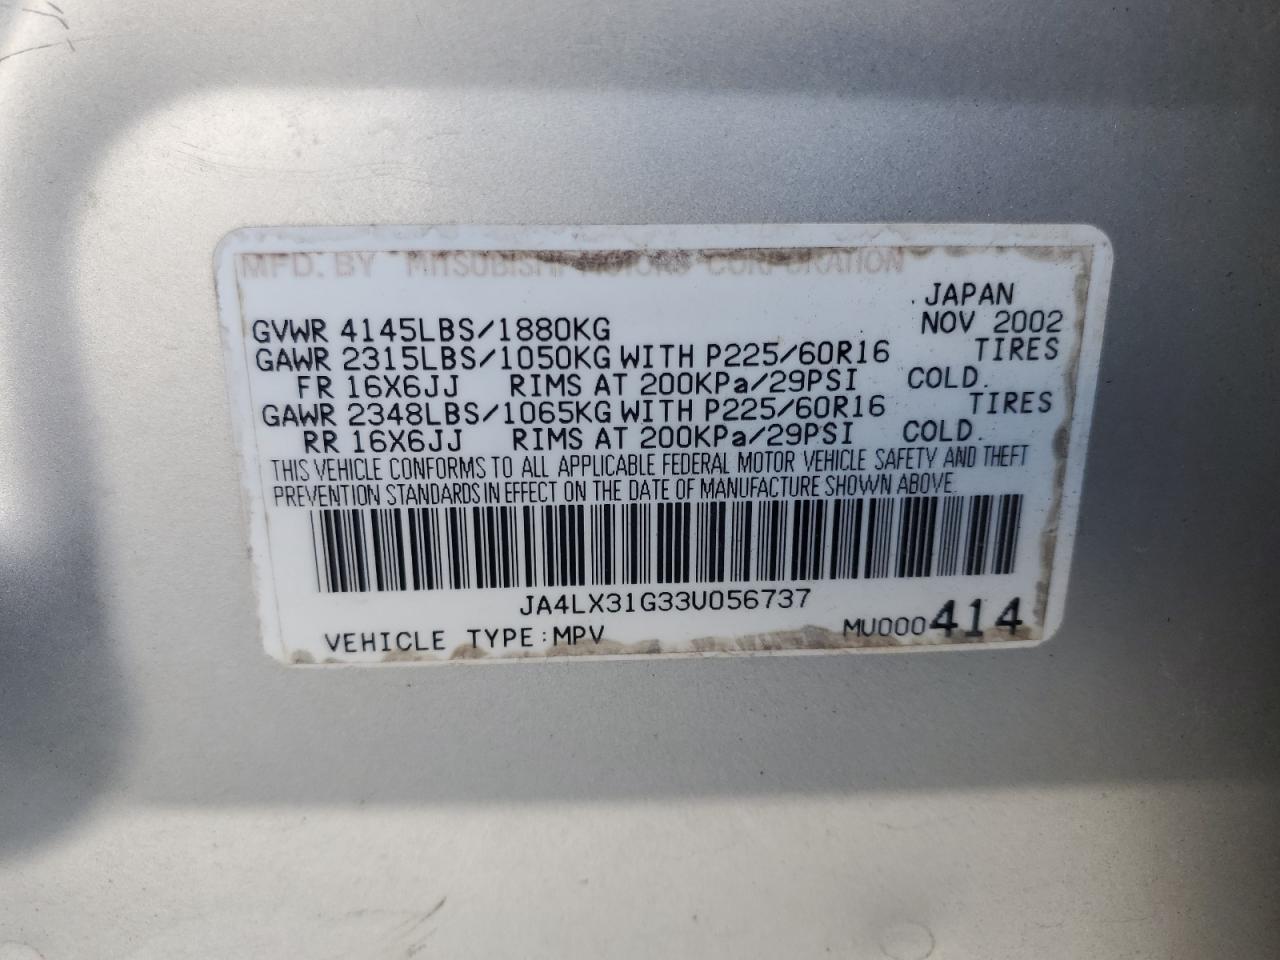 MFD. BY MITSUBISHI MOTORS CORPORATION
JAPAN
GVWR 4145LBS/1880KG NOV 2002
GAWR 2315LBS/1050KG WITH P225/60R16 TIRES
FR 16X6JJ RIMS AT 200KPa/29PSI COLD.
GAWR 2348LBS/1065KG WITH P225/60R16 TIRES
RR 16X6JJ RIMS AT 200KPa/29PSI COLD.
THIS VEHICLE CONFORMS TO ALL APPLICABLE FEDERAL MOTOR VEHICLE SAFETY AND THEFT
PREVENTION STANDARDS IN EFFECT ON THE DATE OF MANUFACTURE SHOWN ABOVE.
JA4LX31G33U056737
VEHICLE TYPE:MPV MU000414